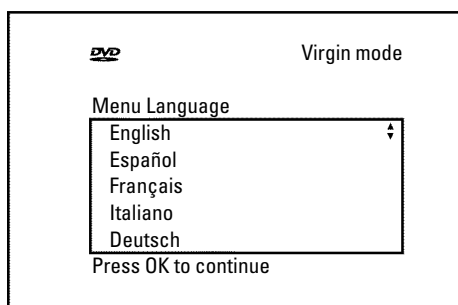 DVD Virgin mode
Menu Language
English
Español
Français
Italiano
Deutsch
Press OK to continue